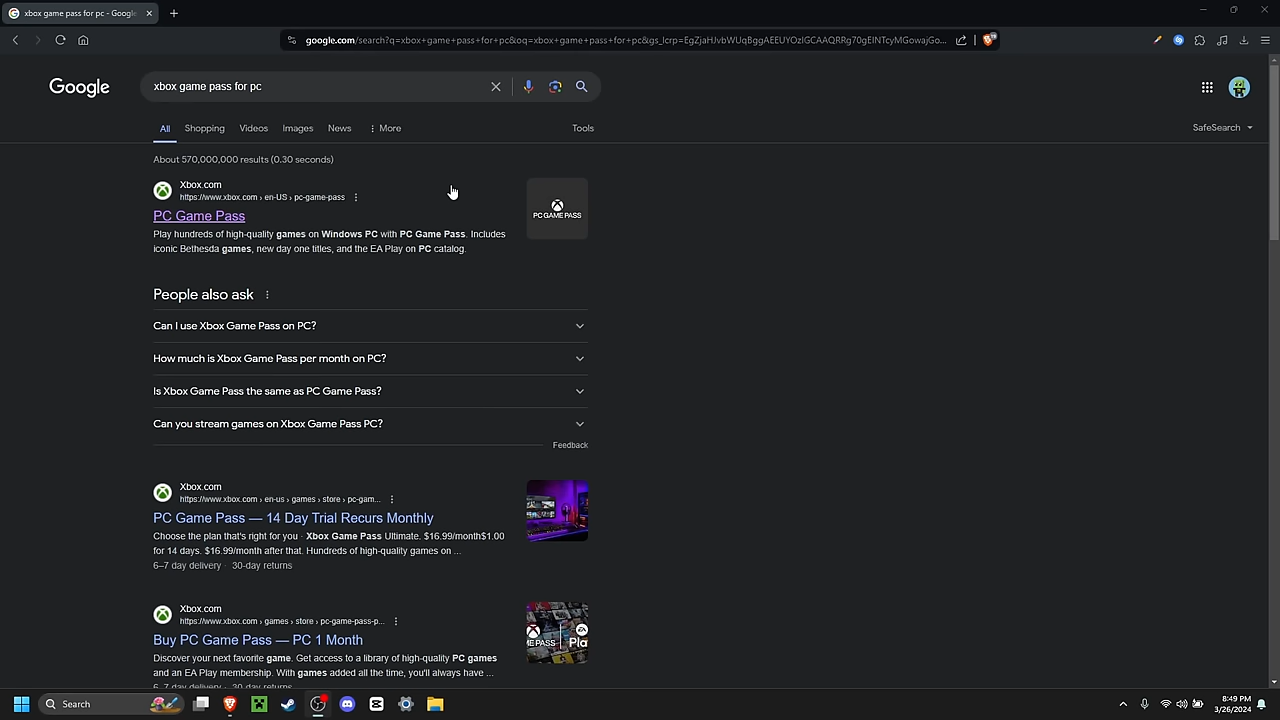 xbox game pass for pc - Google
google.com/search?q=xbox+game+pass+for+pc&oq=xbox+game+pass+for+pc&gs_lcrp=EgZjaHJvbWUqBggAEEUYOzIGCAAQRRg70gEINTcyMGowajGo...
Google
xbox game pass for pc
All
Shopping
Videos
Images
News
More
Tools
SafeSearch
About 570,000,000 results (0.30 seconds)
Xbox.com
https://www.xbox.com › en-US › pc-game-pass
PC Game Pass
Play hundreds of high-quality games on Windows PC with PC Game Pass. Includes
iconic Bethesda games, new day one titles, and the EA Play on PC catalog.
PC GAME PASS
People also ask
Can I use Xbox Game Pass on PC?
How much is Xbox Game Pass per month on PC?
Is Xbox Game Pass the same as PC Game Pass?
Can you stream games on Xbox Game Pass PC?
Feedback
Xbox.com
https://www.xbox.com › en-us › games › store › pc-gam...
PC Game Pass — 14 Day Trial Recurs Monthly
Choose the plan that's right for you · Xbox Game Pass Ultimate. $16.99/month$1.00
for 14 days. $16.99/month after that. Hundreds of high-quality games on ...
6–7 day delivery · 30-day returns
Xbox.com
https://www.xbox.com › games › store › pc-game-pass-p...
Buy PC Game Pass — PC 1 Month
Discover your next favorite game. Get access to a library of high-quality PC games
and an EA Play membership. With games added all the time, you'll always have ...
6–7 day delivery · 30-day returns
EA
Search
8:49 PM
3/26/2024